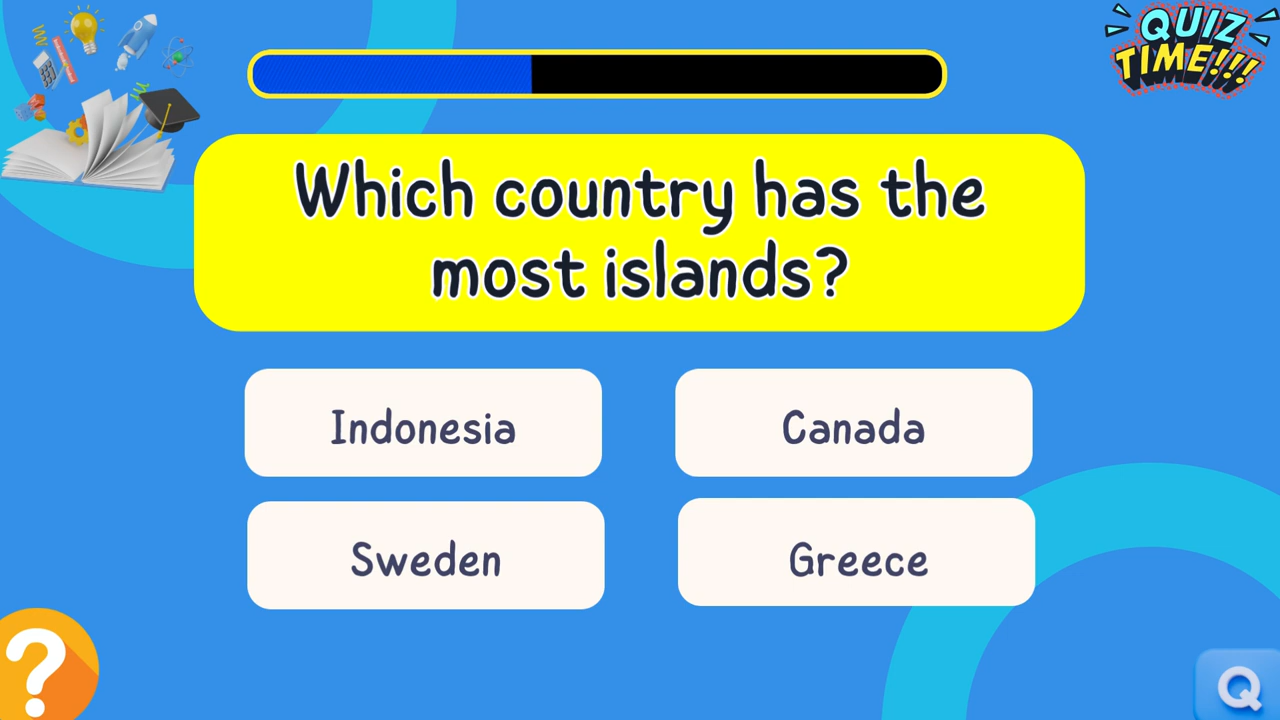 QUIZ
TIME!!!
Which country has the
most islands?
Indonesia
Canada
Sweden
Greece
?
Q